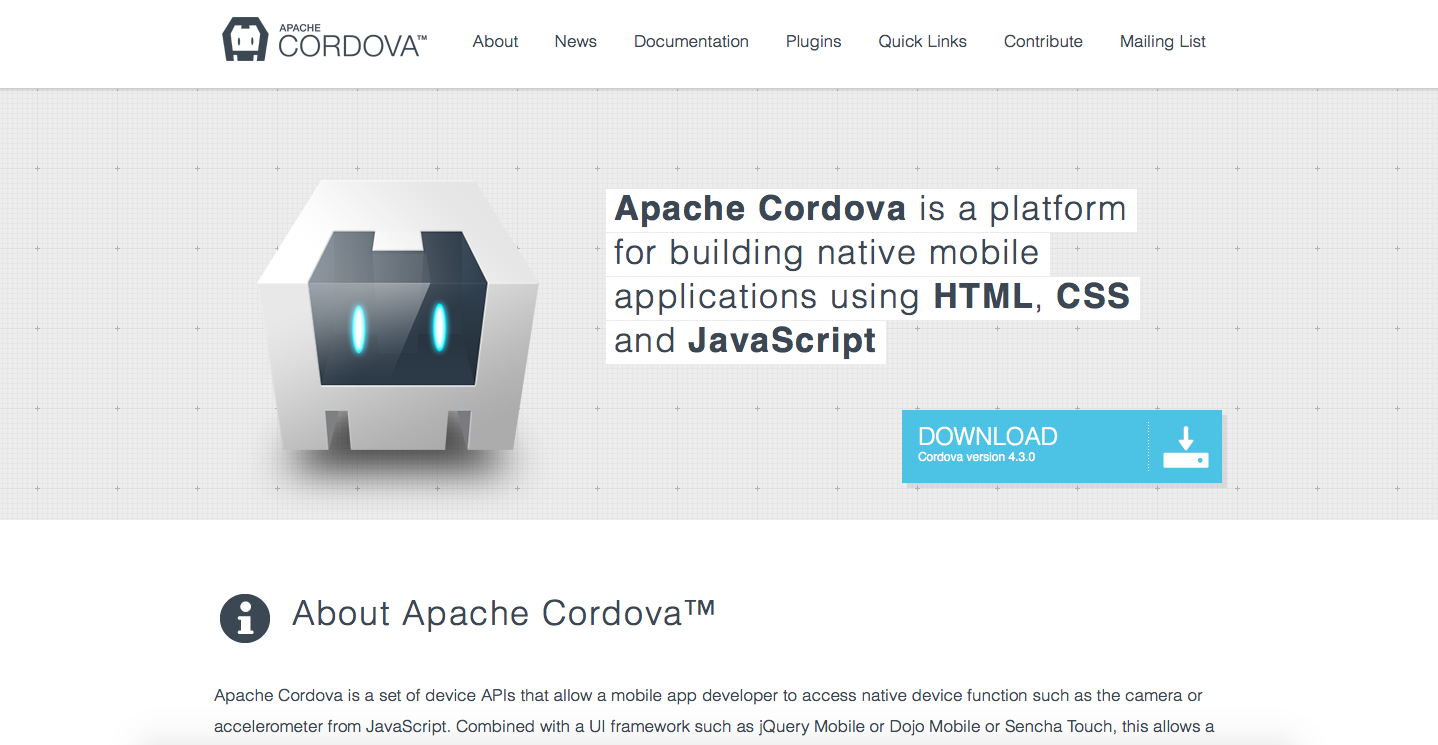 APACHE
CORDOVA™
About News Documentation Plugins Quick Links Contribute Mailing List
Apache Cordova is a platform
for building native mobile
applications using HTML, CSS
and JavaScript
DOWNLOAD
Cordova version 4.3.0
About Apache Cordova™
Apache Cordova is a set of device APIs that allow a mobile app developer to access native device function such as the camera or
accelerometer from JavaScript. Combined with a UI framework such as jQuery Mobile or Dojo Mobile or Sencha Touch, this allows a